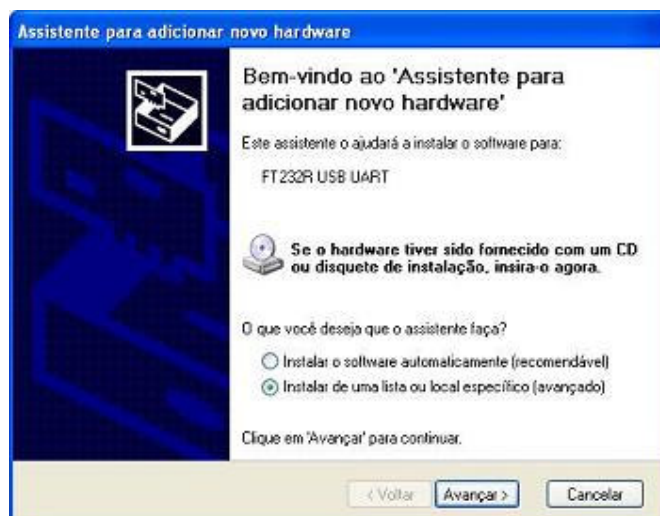 Assistente para adicionar novo hardware
Bem-vindo ao 'Assistente para
adicionar novo hardware'
Este assistente o ajudará a instalar o software para:
FT232R USB UART
Se o hardware tiver sido fornecido com um CD
ou disquete de instalação, insira-o agora.
O que você deseja que o assistente faça?
Instalar o software automaticamente (recomendável)
Instalar de uma lista ou local específico (avançado)
Clique em 'Avançar' para continuar.
< Voltar Avançar > Cancelar